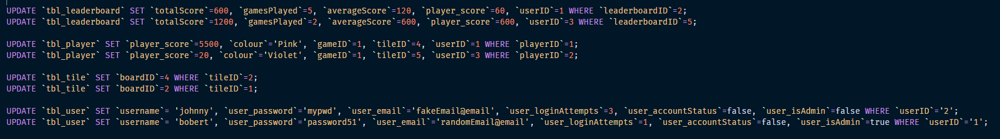 UPDATE `tbl_leaderboard` SET `totalScore`=600, `gamesPlayed`=5, `averageScore`=120, `player_score`=60, `userID`=1 WHERE `leaderboardID`=2;
UPDATE `tbl_leaderboard` SET `totalScore`=1200, `gamesPlayed`=2, `averageScore`=600, `player_score`=600, `userID`=3 WHERE `leaderboardID`=5;
UPDATE `tbl_player` SET `player_score`=5500, `colour`='Pink', `gameID`=1, `tileID`=4, `userID`=1 WHERE `playerID`=1;
UPDATE `tbl_player` SET `player_score`=20, `colour`='Violet', `gameID`=1, `tileID`=5, `userID`=3 WHERE `playerID`=2;
UPDATE `tbl_tile` SET `boardID`=4 WHERE `tileID`=2;
UPDATE `tbl_tile` SET `boardID`=2 WHERE `tileID`=1;
UPDATE `tbl_user` SET `username`= 'johnny', `user_password`='mypwd', `user_email`='fakeEmail@email', `user_loginAttempts`=3, `user_accountStatus`=false, `user_isAdmin`=false WHERE `userID`='2';
UPDATE `tbl_user` SET `username`= 'bobert', `user_password`='password51', `user_email`='randomEmail@email', `user_loginAttempts`=1, `user_accountStatus`=false, `user_isAdmin`=true WHERE `userID`='1';